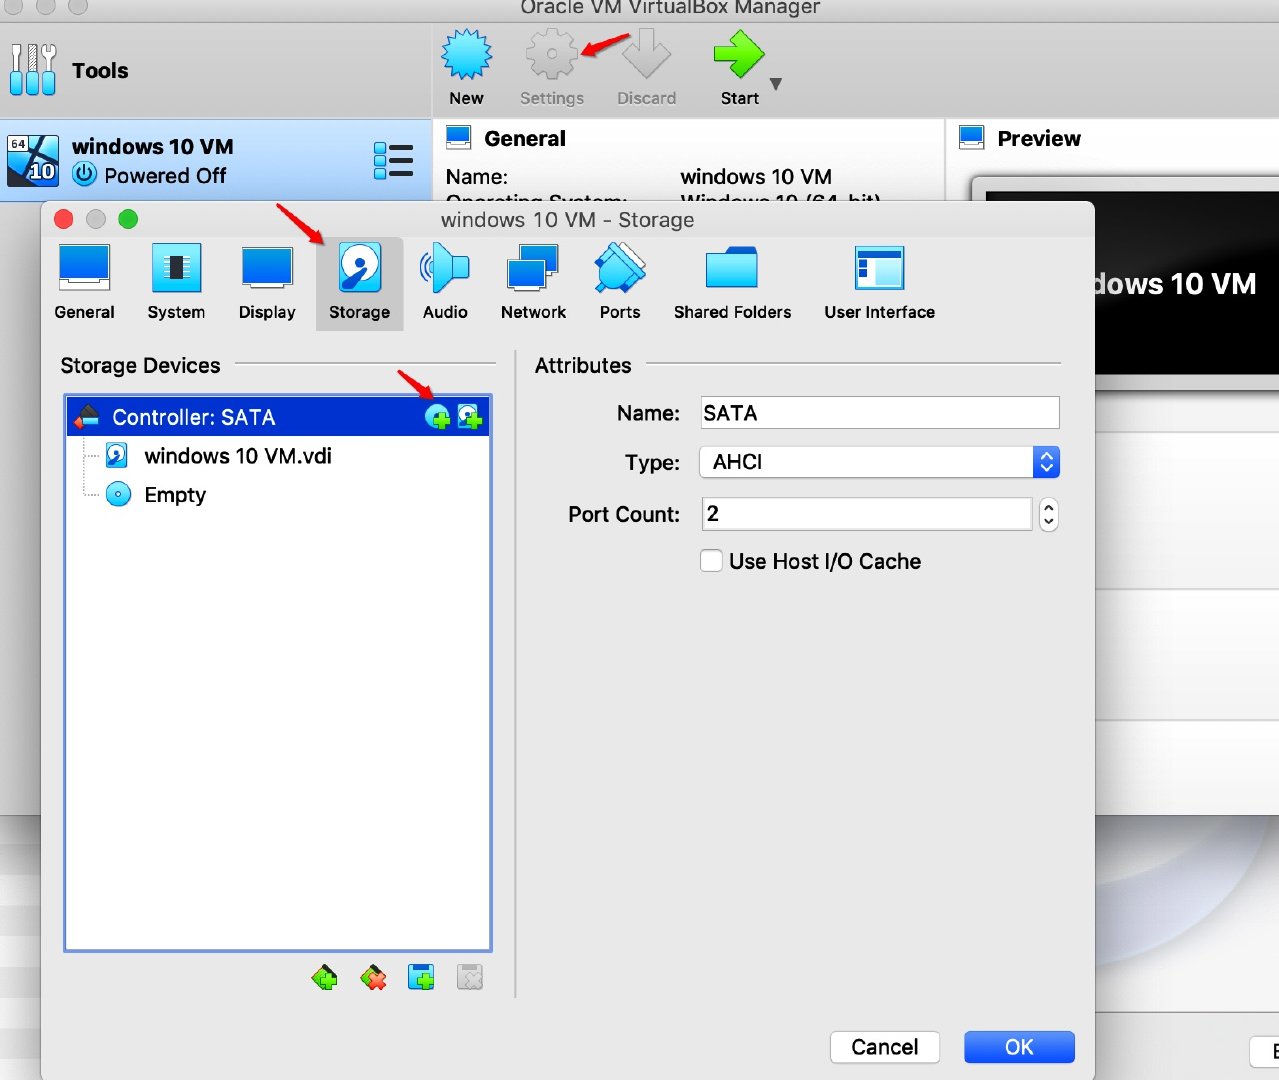 Oracle VM VirtualBox Manager
Tools
New
Settings
Discard
Start
64
10
windows 10 VM
Powered Off
General
Name:
windows 10 VM
Operating System:
Windows 10 (64-bit)
Preview
dows 10 VM
windows 10 VM - Storage
General
System
Display
Storage
Audio
Network
Ports
Shared Folders
User Interface
Storage Devices
Controller: SATA
windows 10 VM.vdi
Empty
Attributes
Name:
SATA
Type:
AHCI
Port Count:
2
Use Host I/O Cache
Cancel
OK